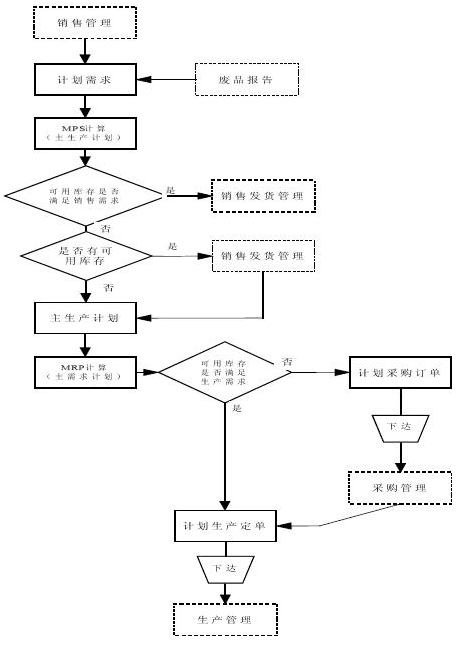 销售管理
计划需求
废品报告
MPS计算
（主生产计划）
可用库存是否
满足销售需求
是
销售发货管理
否
是否有可
用库存
是
销售发货管理
否
主生产计划
MRP计算
（主需求计划）
可用库存
是否满足
生产需求
否
计划采购订单
是
下达
采购管理
计划生产定单
下达
生产管理